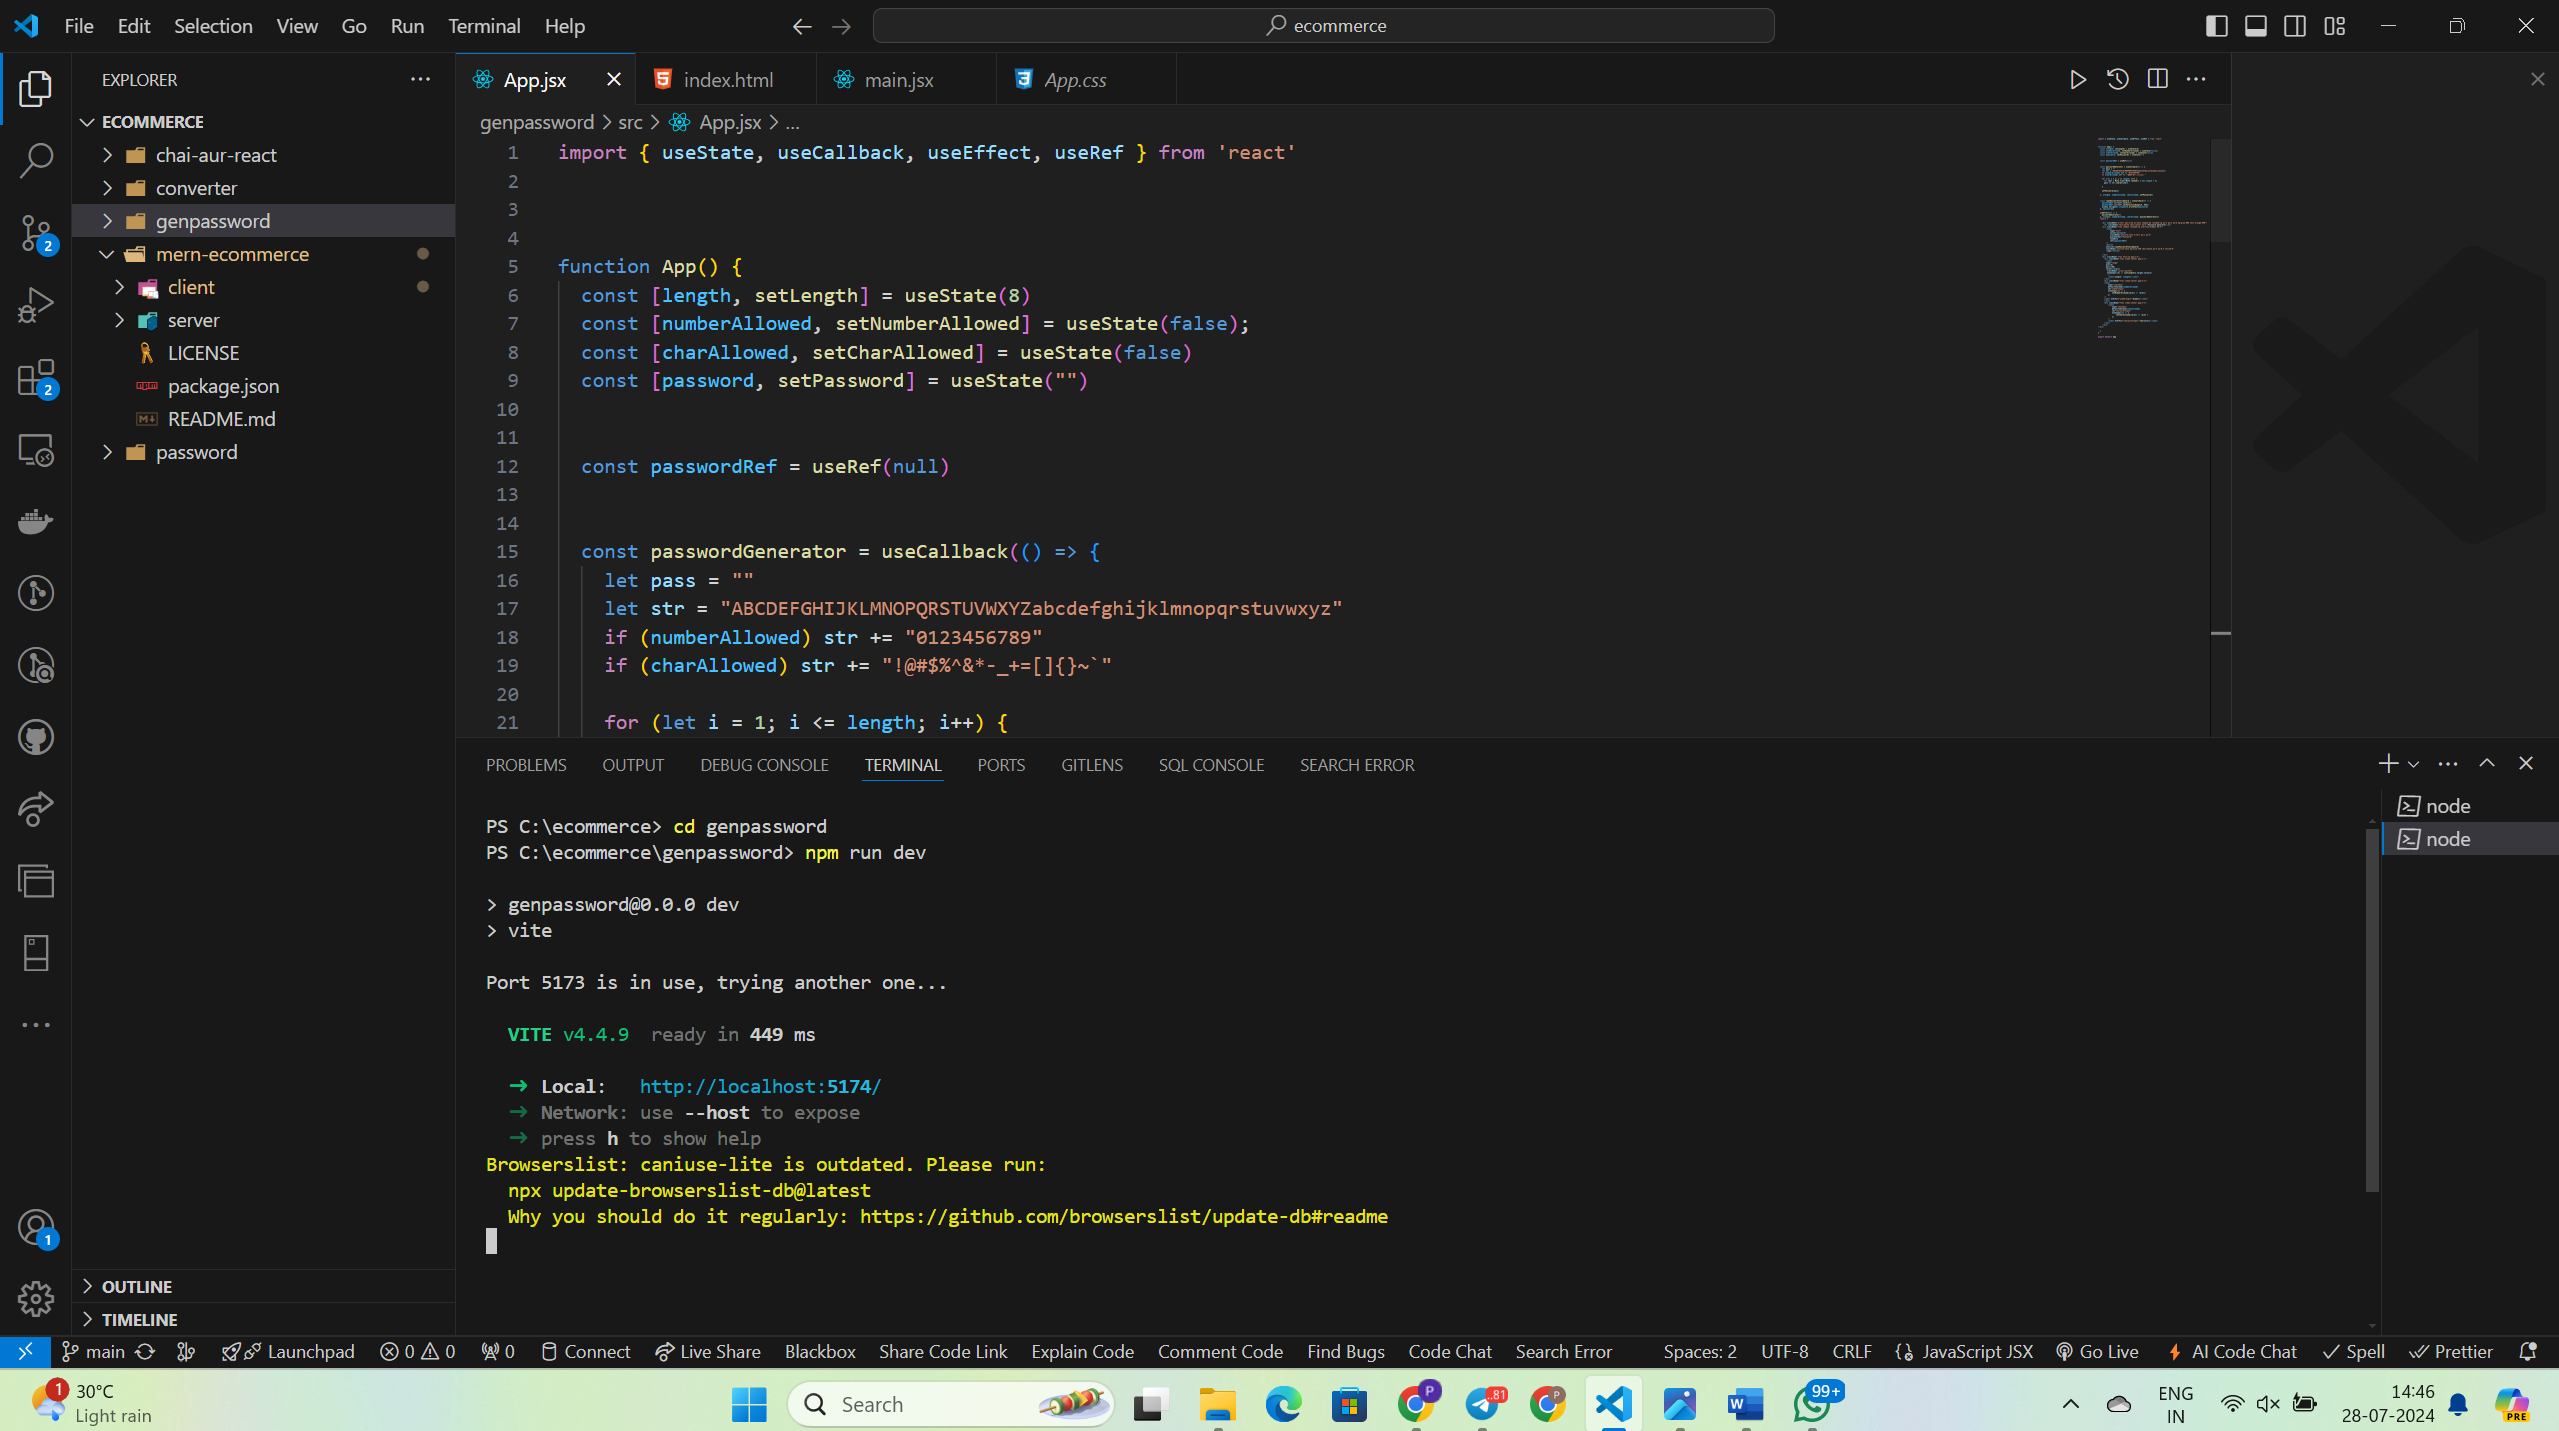 File Edit Selection View Go Run Terminal Help
ecommerce
EXPLORER
ECOMMERCE
chai-aur-react
converter
genpassword
mern-ecommerce
client
server
LICENSE
package.json
README.md
password
OUTLINE
TIMELINE
2
2
1
App.jsx
index.html
main.jsx
App.css
genpassword > src > App.jsx > ...
1 import { useState, useCallback, useEffect, useRef } from 'react'
2
3
4
5 function App() {
6 const [length, setLength] = useState(8)
7 const [numberAllowed, setNumberAllowed] = useState(false);
8 const [charAllowed, setCharAllowed] = useState(false)
9 const [password, setPassword] = useState("")
10
11
12 const passwordRef = useRef(null)
13
14
15 const passwordGenerator = useCallback(() => {
16 let pass = ""
17 let str = "ABCDEFGHIJKLMNOPQRSTUVWXYZabcdefghijklmnopqrstuvwxyz"
18 if (numberAllowed) str += "0123456789"
19 if (charAllowed) str += "!@#$%^&*-_+=[]{}~`"
20
21 for (let i = 1; i <= length; i++) {
PROBLEMS OUTPUT DEBUG CONSOLE TERMINAL PORTS GITLENS SQL CONSOLE SEARCH ERROR
node
node
PS C:\ecommerce> cd genpassword
PS C:\ecommerce\genpassword> npm run dev
> genpassword@0.0.0 dev
> vite
Port 5173 is in use, trying another one...
VITE v4.4.9 ready in 449 ms
➜ Local: http://localhost:5174/
➜ Network: use --host to expose
➜ press h to show help
Browserslist: caniuse-lite is outdated. Please run:
npx update-browserslist-db@latest
Why you should do it regularly: https://github.com/browserslist/update-db#readme
main Launchpad 0 0 0 Connect Live Share Blackbox Share Code Link Explain Code Comment Code Find Bugs Code Chat Search Error Spaces: 2 UTF-8 CRLF JavaScript JSX Go Live AI Code Chat Spell Prettier
1
30°C
Light rain
Search
P
..81
P
W
99+
ENG
IN
14:46
28-07-2024
PRE